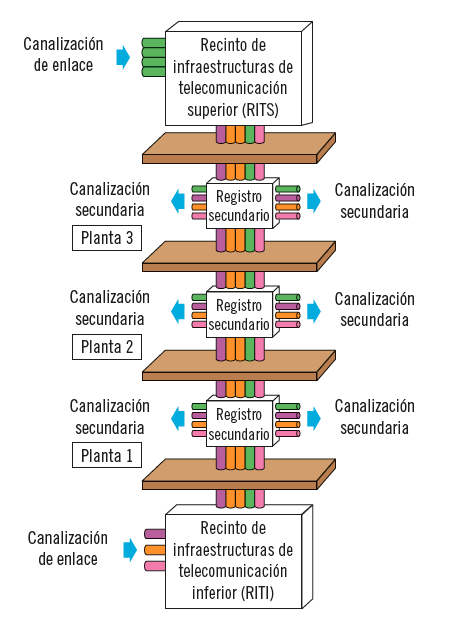 Canalización
de enlace
Recinto de
infraestructuras de
telecomunicación
superior (RITS)
Canalización
secundaria
Planta 3
Registro
secundario
Canalización
secundaria
Canalización
secundaria
Planta 2
Registro
secundario
Canalización
secundaria
Canalización
secundaria
Planta 1
Registro
secundario
Canalización
secundaria
Canalización
de enlace
Recinto de
infraestructuras de
telecomunicación
inferior (RITI)